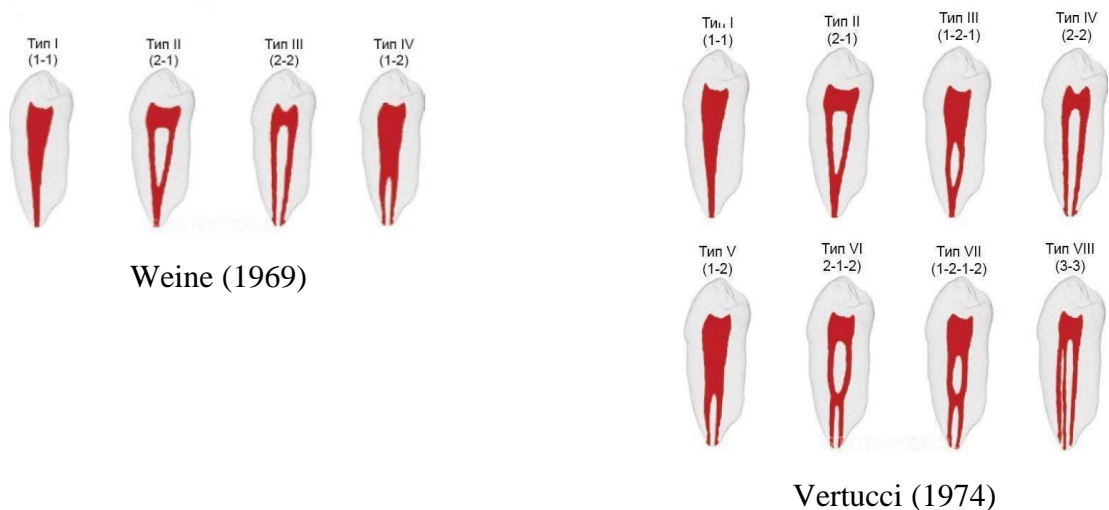 Тип I
(1-1)
Тип II
(2-1)
Тип III
(2-2)
Тип IV
(1-2)
Weine (1969)
Тип I
(1-1)
Тип II
(2-1)
Тип III
(1-2-1)
Тип IV
(2-2)
Тип V
(1-2)
Тип VI
2-1-2)
Тип VII
(1-2-1-2)
Тип VIII
(3-3)
Vertucci (1974)